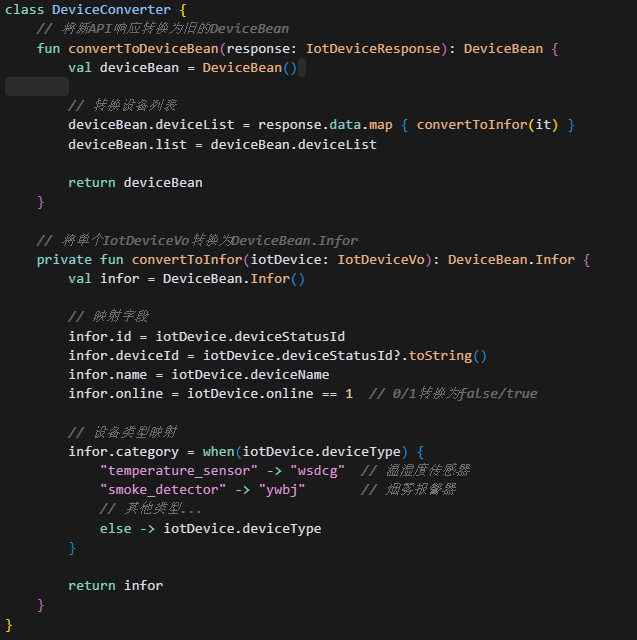 class DeviceConverter {
    // 将新API响应转换为旧的DeviceBean
    fun convertToDeviceBean(response: IotDeviceResponse): DeviceBean {
        val deviceBean = DeviceBean()
        // 转换设备列表
        deviceBean.deviceList = response.data.map { convertToInfor(it) }
        deviceBean.list = deviceBean.deviceList
        return deviceBean
    }
    // 将单个IotDeviceVo转换为DeviceBean.Infor
    private fun convertToInfor(iotDevice: IotDeviceVo): DeviceBean.Infor {
        val infor = DeviceBean.Infor()
        // 映射字段
        infor.id = iotDevice.deviceStatusId
        infor.deviceId = iotDevice.deviceStatusId?.toString()
        infor.name = iotDevice.deviceName
        infor.online = iotDevice.online == 1  // 0/1转换为false/true
        // 设备类型映射
        infor.category = when(iotDevice.deviceType) {
            "temperature_sensor" -> "wsdcg"  // 温湿度传感器
            "smoke_detector" -> "ywbj"       // 烟雾报警器
            // 其他类型...
            else -> iotDevice.deviceType
        }
        return infor
    }
}